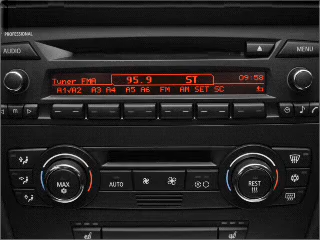 PROFESSIONAL
AUDIO
MENU
Tuner FMA 95.9 ST 09:58
A1/A2 A3 A4 A5 A6 FM AM SET SC
m
MAX
AUTO
REST